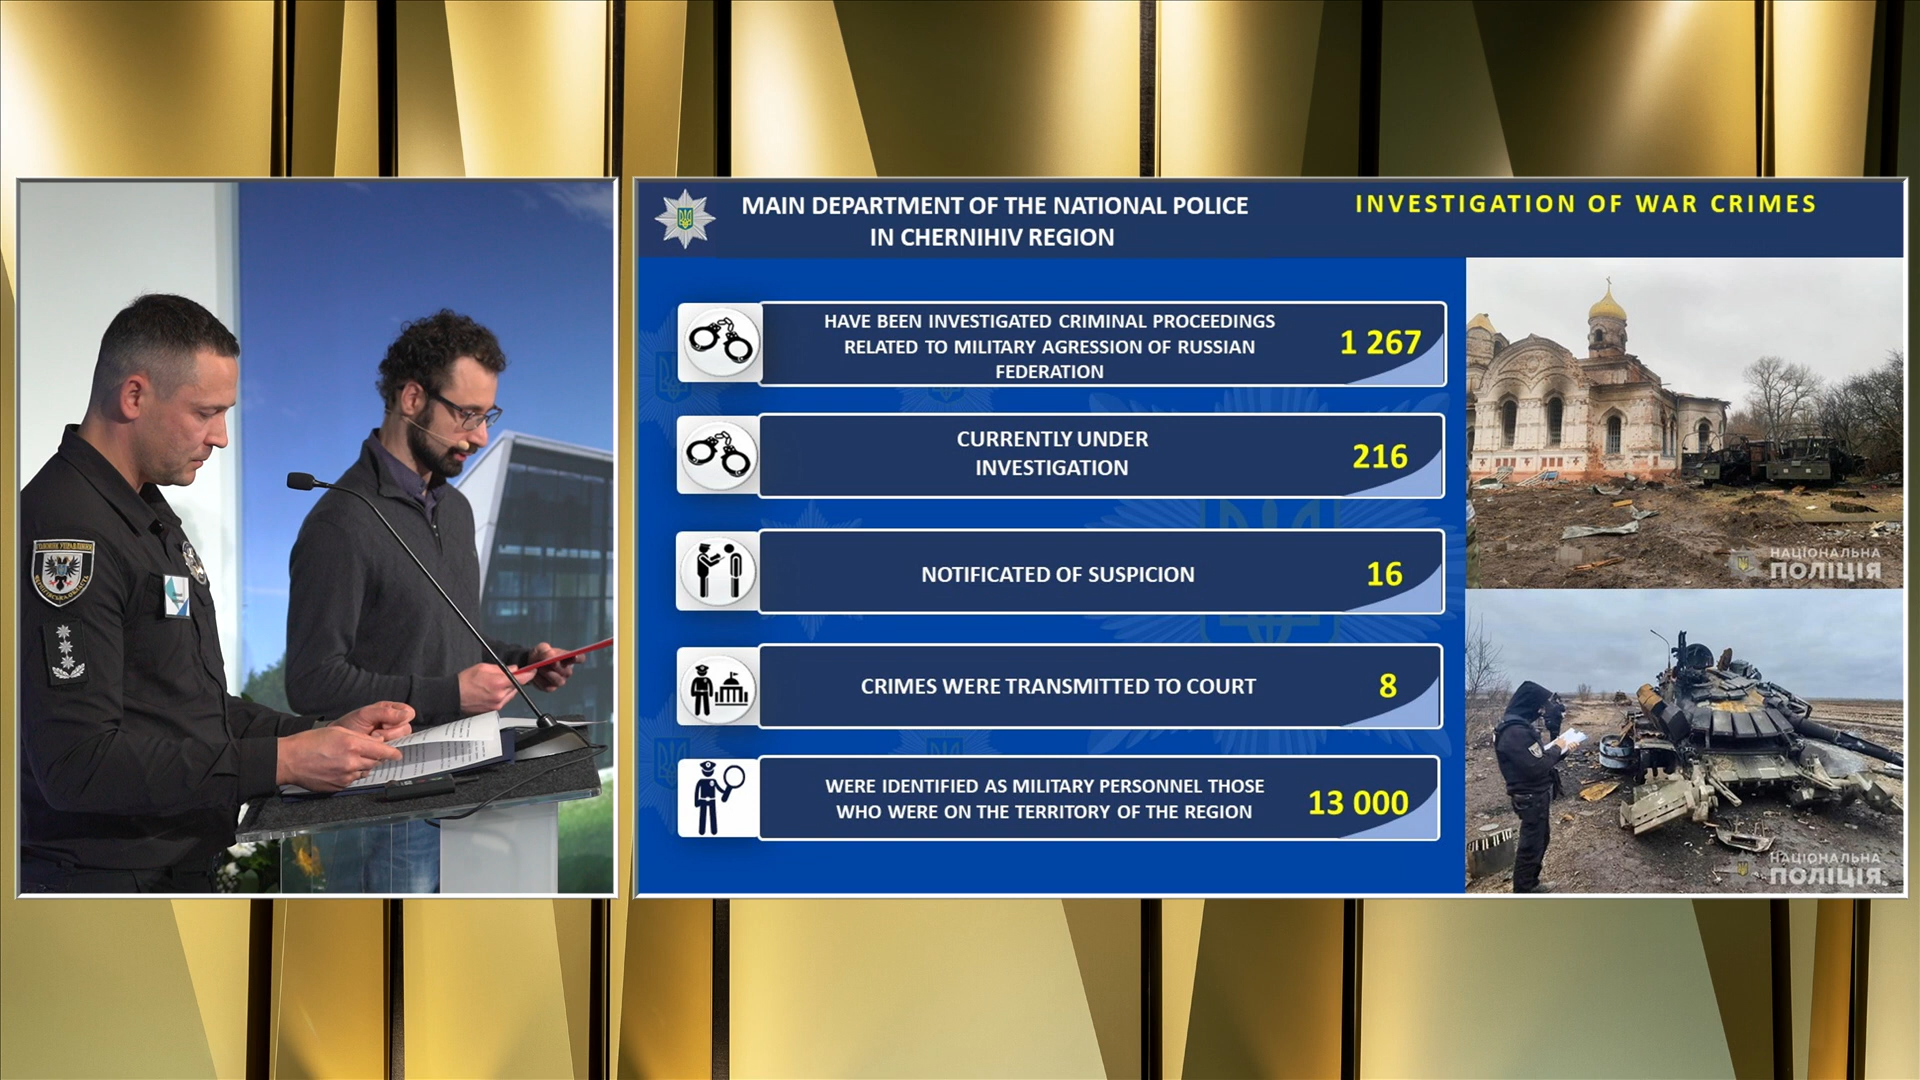 MAIN DEPARTMENT OF THE NATIONAL POLICE
IN CHERNIHIV REGION
INVESTIGATION OF WAR CRIMES
HAVE BEEN INVESTIGATED CRIMINAL PROCEEDINGS
RELATED TO MILITARY AGRESSION OF RUSSIAN
FEDERATION
1 267
CURRENTLY UNDER
INVESTIGATION
216
NOTIFICATED OF SUSPICION
16
CRIMES WERE TRANSMITTED TO COURT
8
WERE IDENTIFIED AS MILITARY PERSONNEL THOSE
WHO WERE ON THE TERRITORY OF THE REGION
13 000
НАЦІОНАЛЬНА
ПОЛІЦІЯ
НАЦІОНАЛЬНА
ПОЛІЦІЯ